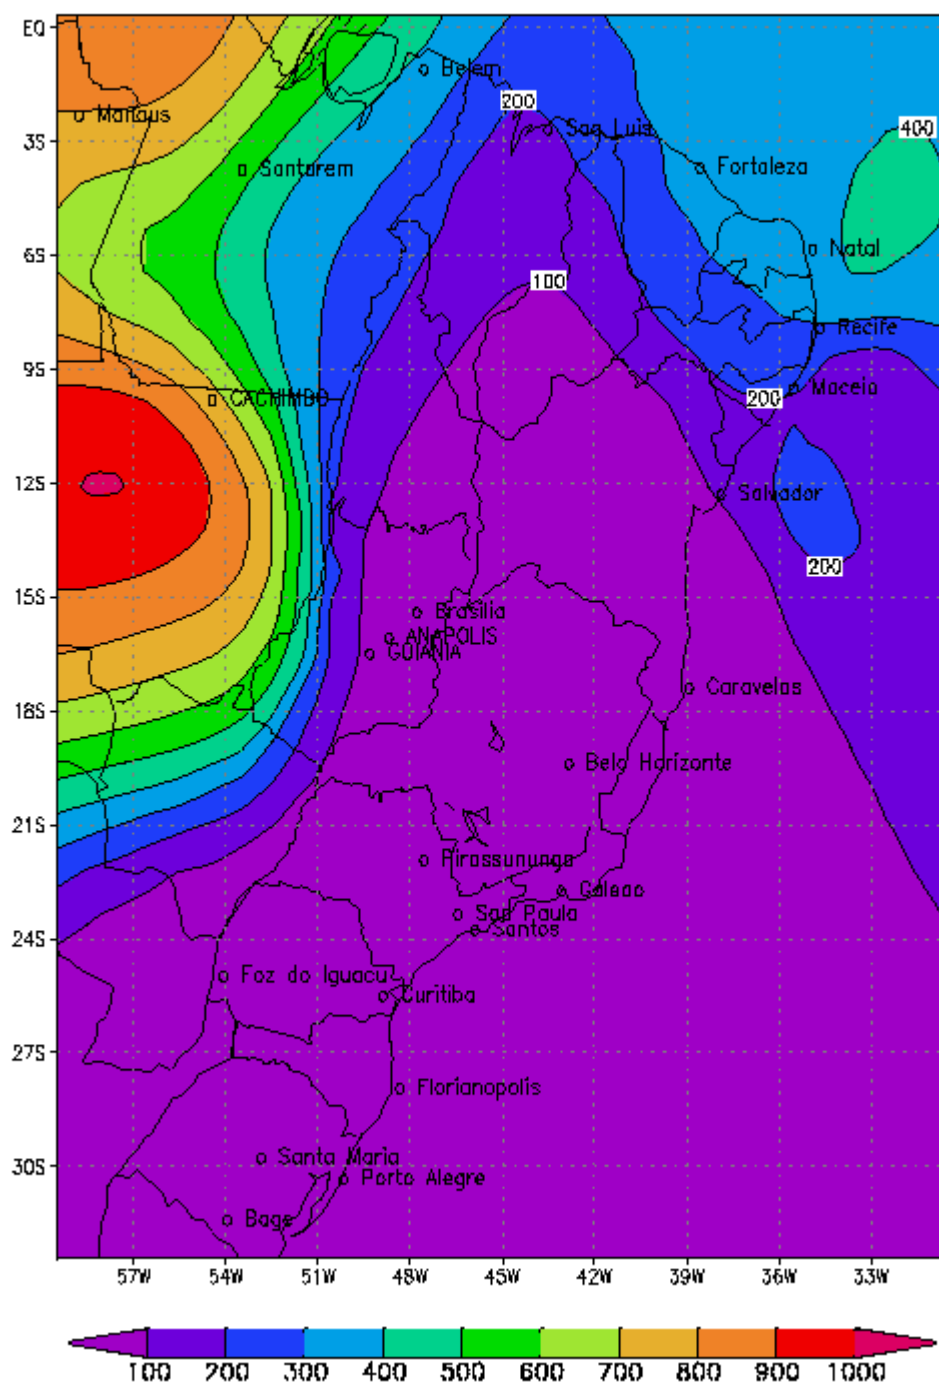 EQ
Belem
200
Manaus
Sao Luis
400
3S
Santarem
Fortaleza
6S
Natal
100
Recife
9S
CACHIMBO
200
Maceio
12S
Salvador
200
15S
Brasilia
ANAPOLIS
GOIANIA
Caravelas
18S
Belo Horizonte
21S
Pirassununga
Galeao
Sao Paulo
24S
Santos
Foz do Iguacu
Curitiba
27S
Florianopolis
30S
Santa Maria
Porto Alegre
Bage
57W 54W 51W 48W 45W 42W 39W 36W 33W
100 200 300 400 500 600 700 800 900 1000